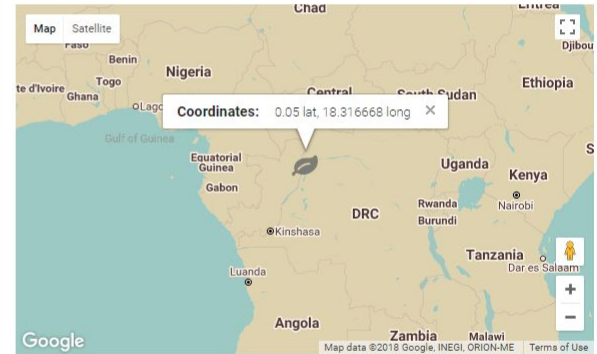 Chad
Eritrea
Map Satellite
Faso
Djibou
Benin
Nigeria
te d'Ivoire
Togo
Ghana
Ethiopia
Central
South Sudan
Lagos
Coordinates: 0.05 lat, 18.316668 long ×
Gulf of Guinea
S
Equatorial
Guinea
Uganda
Kenya
Gabon
Rwanda
Nairobi
DRC
Burundi
Kinshasa
Tanzania
Dar es Salaam
Luanda
+
−
Angola
Zambia
Malawi
Google
Map data ©2018 Google, INEGI, ORION-ME Terms of Use